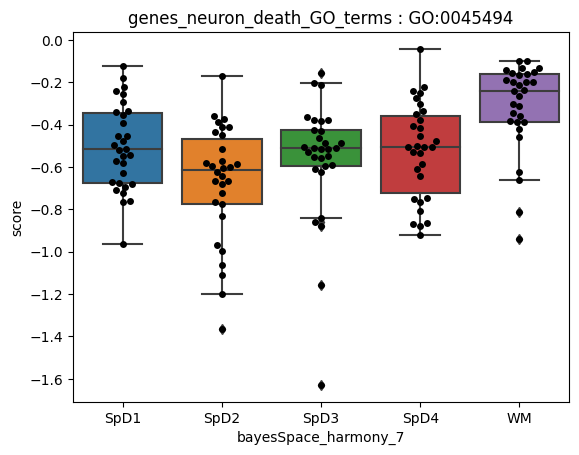 genes_neuron_death_GO_terms : GO:0045494
score
0.0
−0.2
−0.4
−0.6
−0.8
−1.0
−1.2
−1.4
−1.6
SpD1 SpD2 SpD3 SpD4 WM
bayesSpace_harmony_7